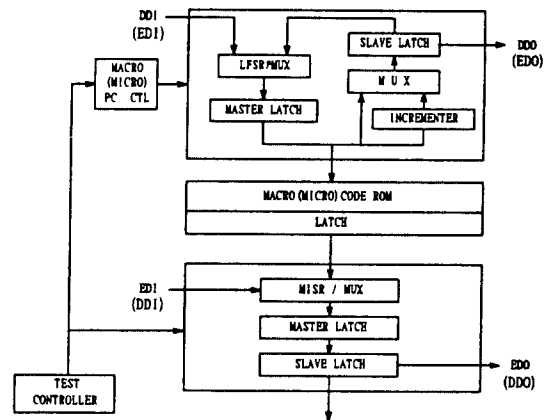 DDI
(EDI)
SLAVE LATCH
DDO
(EDO)
LFSR/MUX
MUX
MACRO
(MICRO)
PC CTL
MASTER LATCH
INCREMENTER
MACRO(MICRO)CODE ROM
LATCH
EDI
(DDI)
MISR / MUX
MASTER LATCH
SLAVE LATCH
EDO
(DDO)
TEST
CONTROLLER